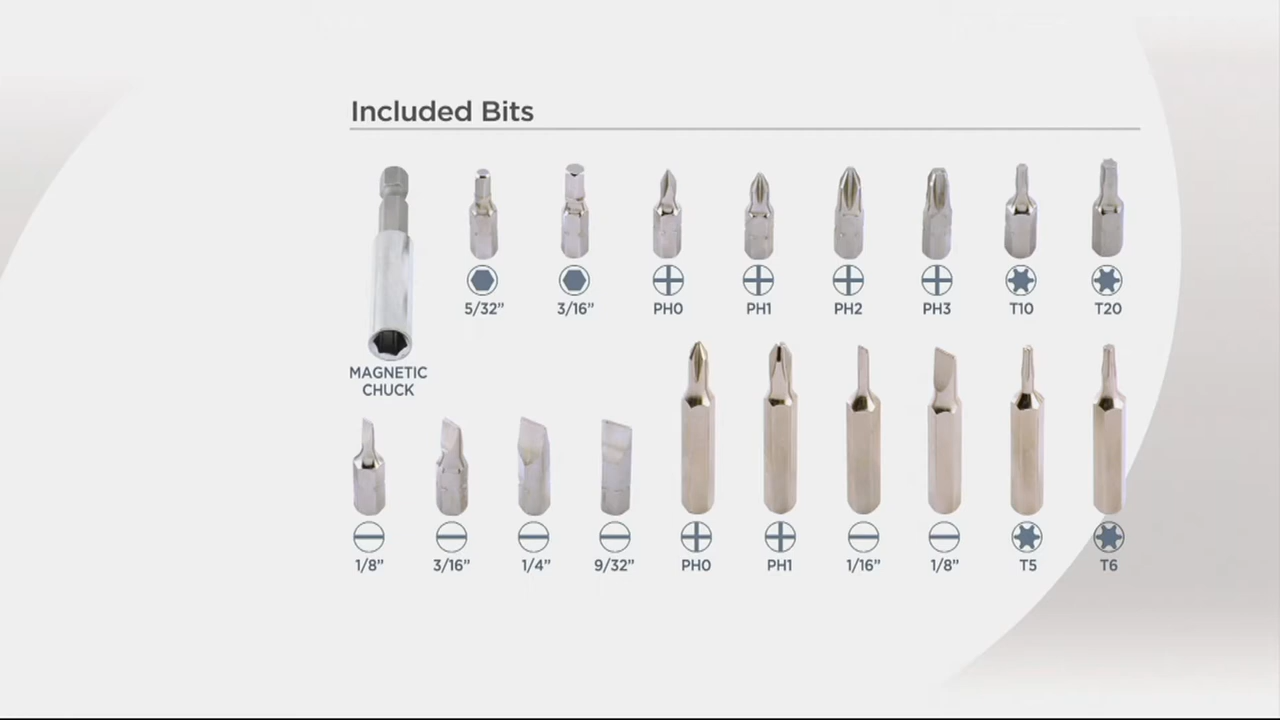 Included Bits
5/32” 3/16” PH0 PH1 PH2 PH3 T10 T20
MAGNETIC
CHUCK
1/8” 3/16” 1/4” 9/32” PH0 PH1 1/16” 1/8” T5 T6